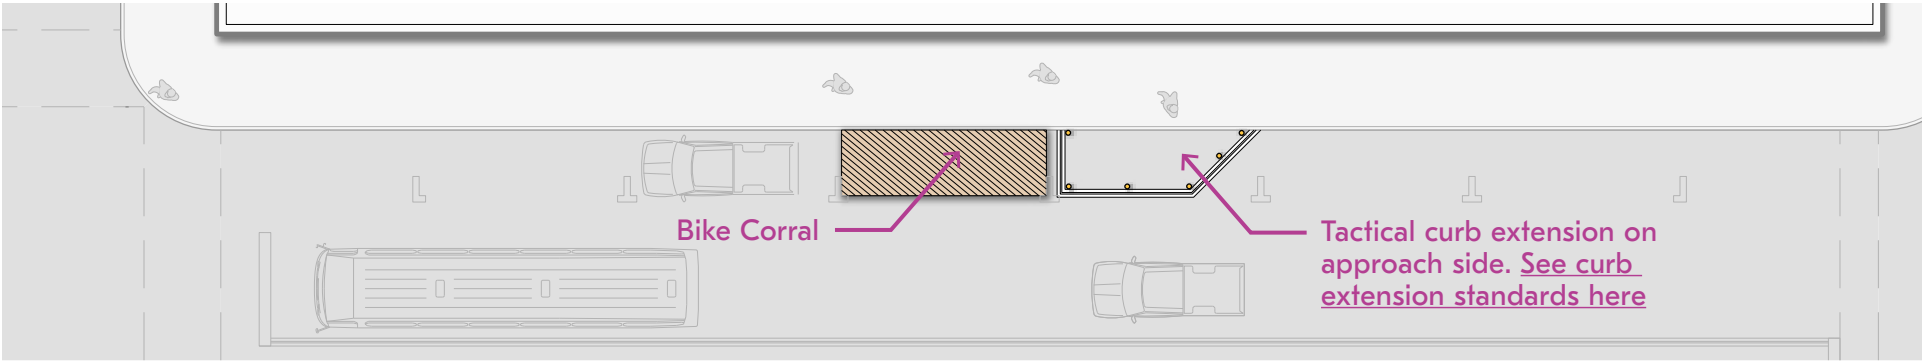 Bike Corral
Tactical curb extension on
approach side. See curb
extension standards here